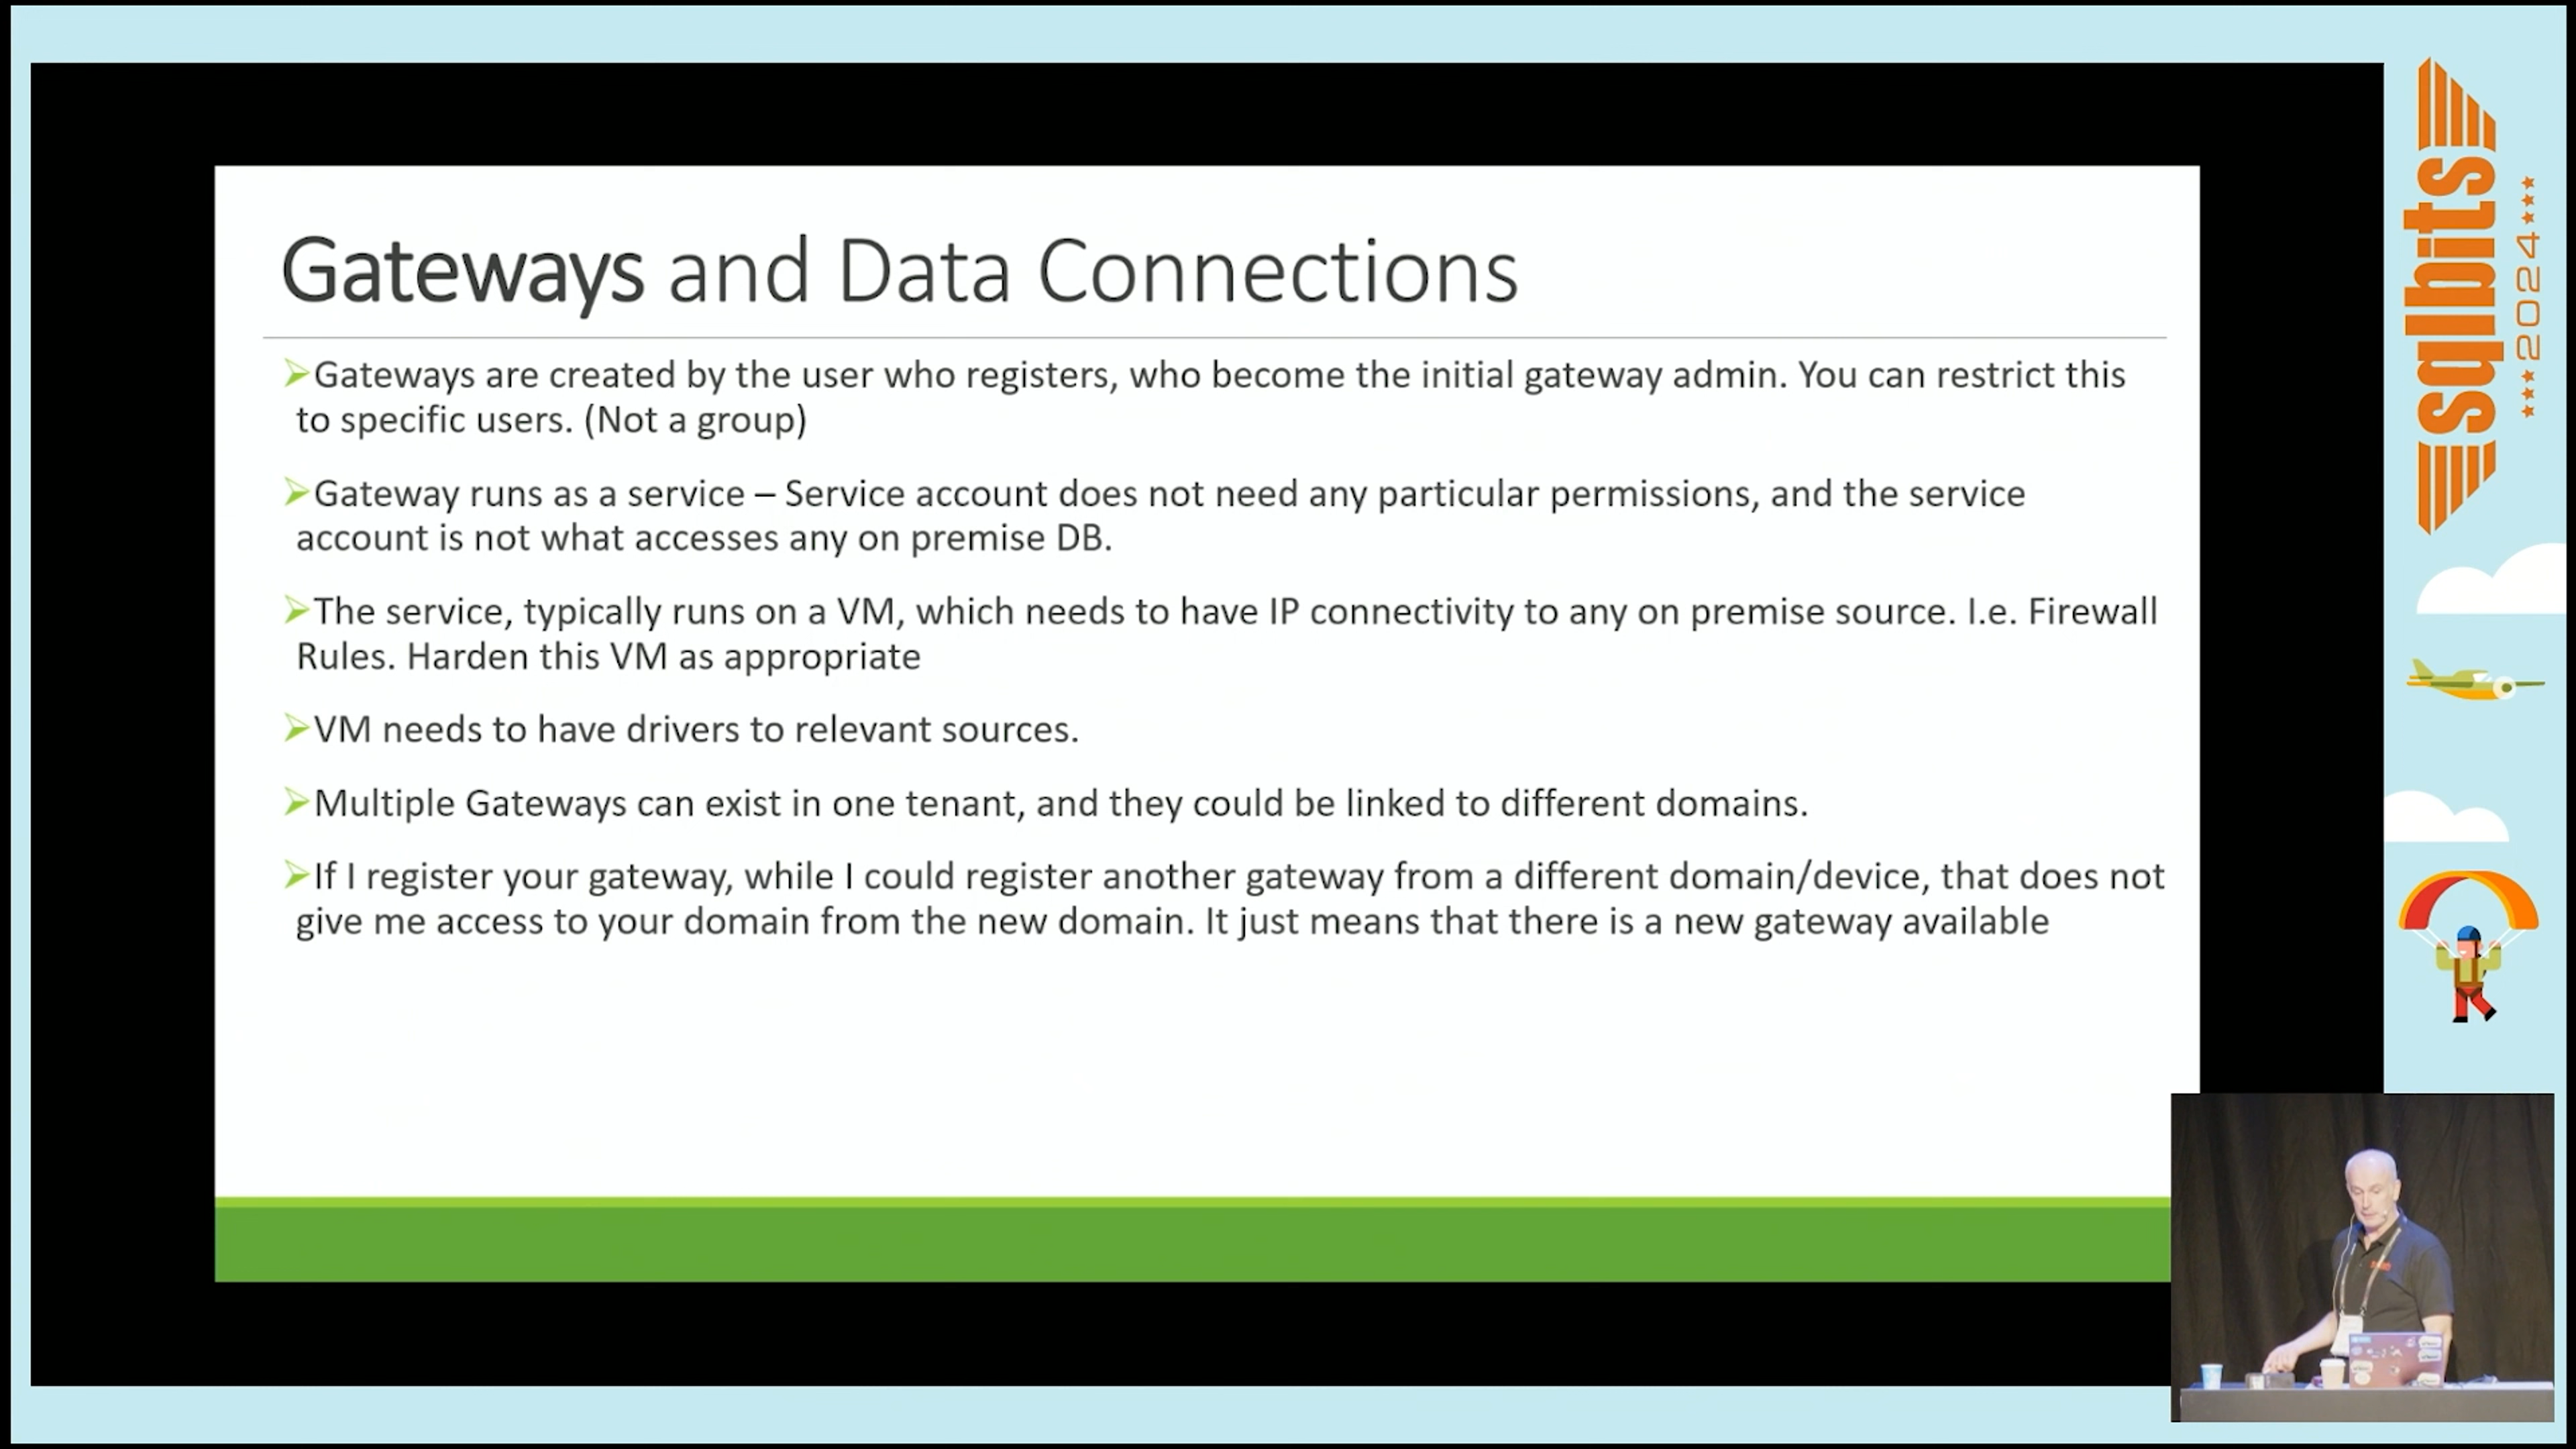 Gateways and Data Connections
Gateways are created by the user who registers, who become the initial gateway admin. You can restrict this
to specific users. (Not a group)
Gateway runs as a service – Service account does not need any particular permissions, and the service
account is not what accesses any on premise DB.
The service, typically runs on a VM, which needs to have IP connectivity to any on premise source. I.e. Firewall
Rules. Harden this VM as appropriate
VM needs to have drivers to relevant sources.
Multiple Gateways can exist in one tenant, and they could be linked to different domains.
If I register your gateway, while I could register another gateway from a different domain/device, that does not
give me access to your domain from the new domain. It just means that there is a new gateway available
sqlbits
2024